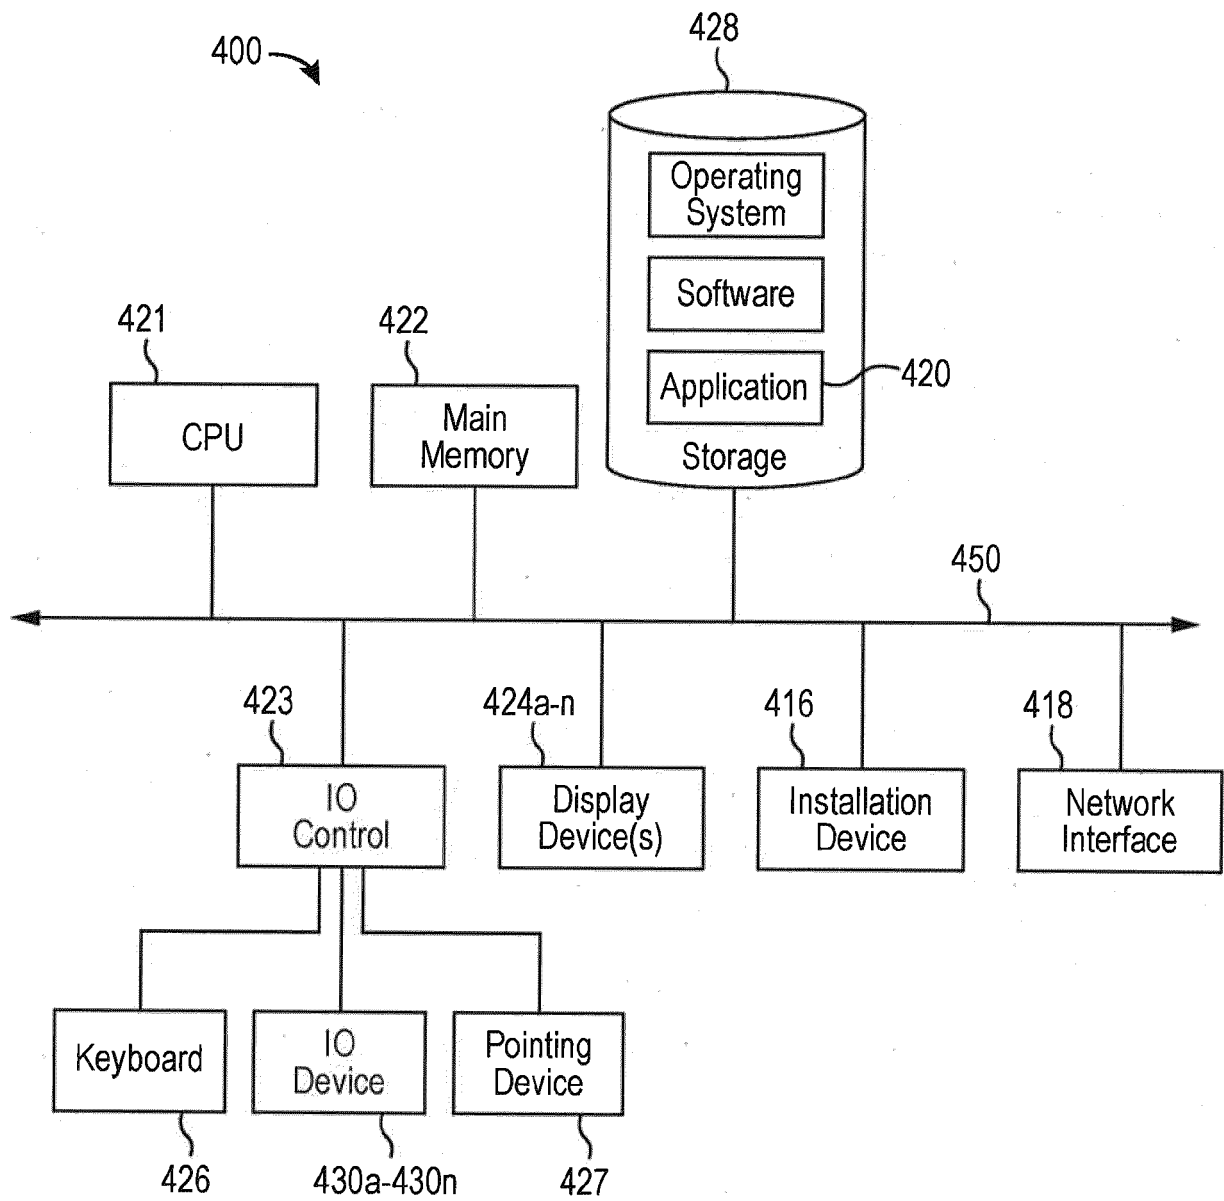 400
428
Operating
System
Software
Application
420
Storage
421
CPU
422
Main
Memory
450
423
IO
Control
424a-n
Display
Device(s)
416
Installation
Device
418
Network
Interface
Keyboard
426
IO
Device
430a-430n
Pointing
Device
427